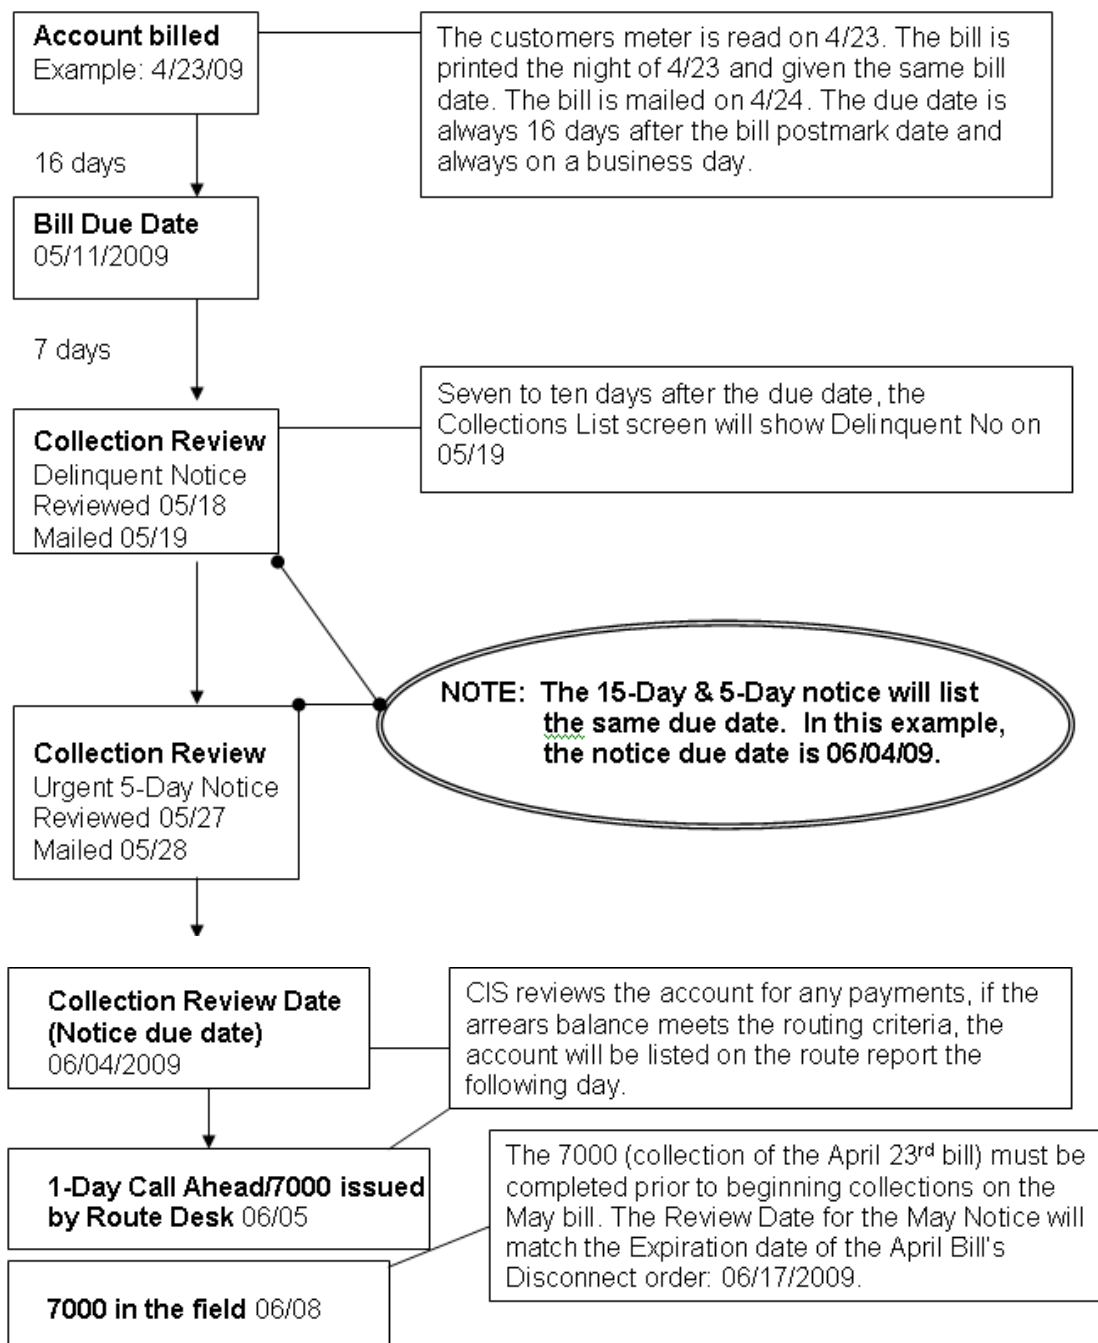 Account billed
Example: 4/23/09
The customers meter is read on 4/23. The bill is
printed the night of 4/23 and given the same bill
date. The bill is mailed on 4/24. The due date is
always 16 days after the bill postmark date and
always on a business day.
16 days
Bill Due Date
05/11/2009
7 days
Seven to ten days after the due date, the
Collections List screen will show Delinquent No on
05/19
Collection Review
Delinquent Notice
Reviewed 05/18
Mailed 05/19
NOTE: The 15-Day & 5-Day notice will list
the same due date. In this example,
the notice due date is 06/04/09.
Collection Review
Urgent 5-Day Notice
Reviewed 05/27
Mailed 05/28
Collection Review Date
(Notice due date)
06/04/2009
CIS reviews the account for any payments, if the
arrears balance meets the routing criteria, the
account will be listed on the route report the
following day.
1-Day Call Ahead/7000 issued
by Route Desk 06/05
The 7000 (collection of the April 23rd bill) must be
completed prior to beginning collections on the
May bill. The Review Date for the May Notice will
match the Expiration date of the April Bill's
Disconnect order: 06/17/2009.
7000 in the field 06/08